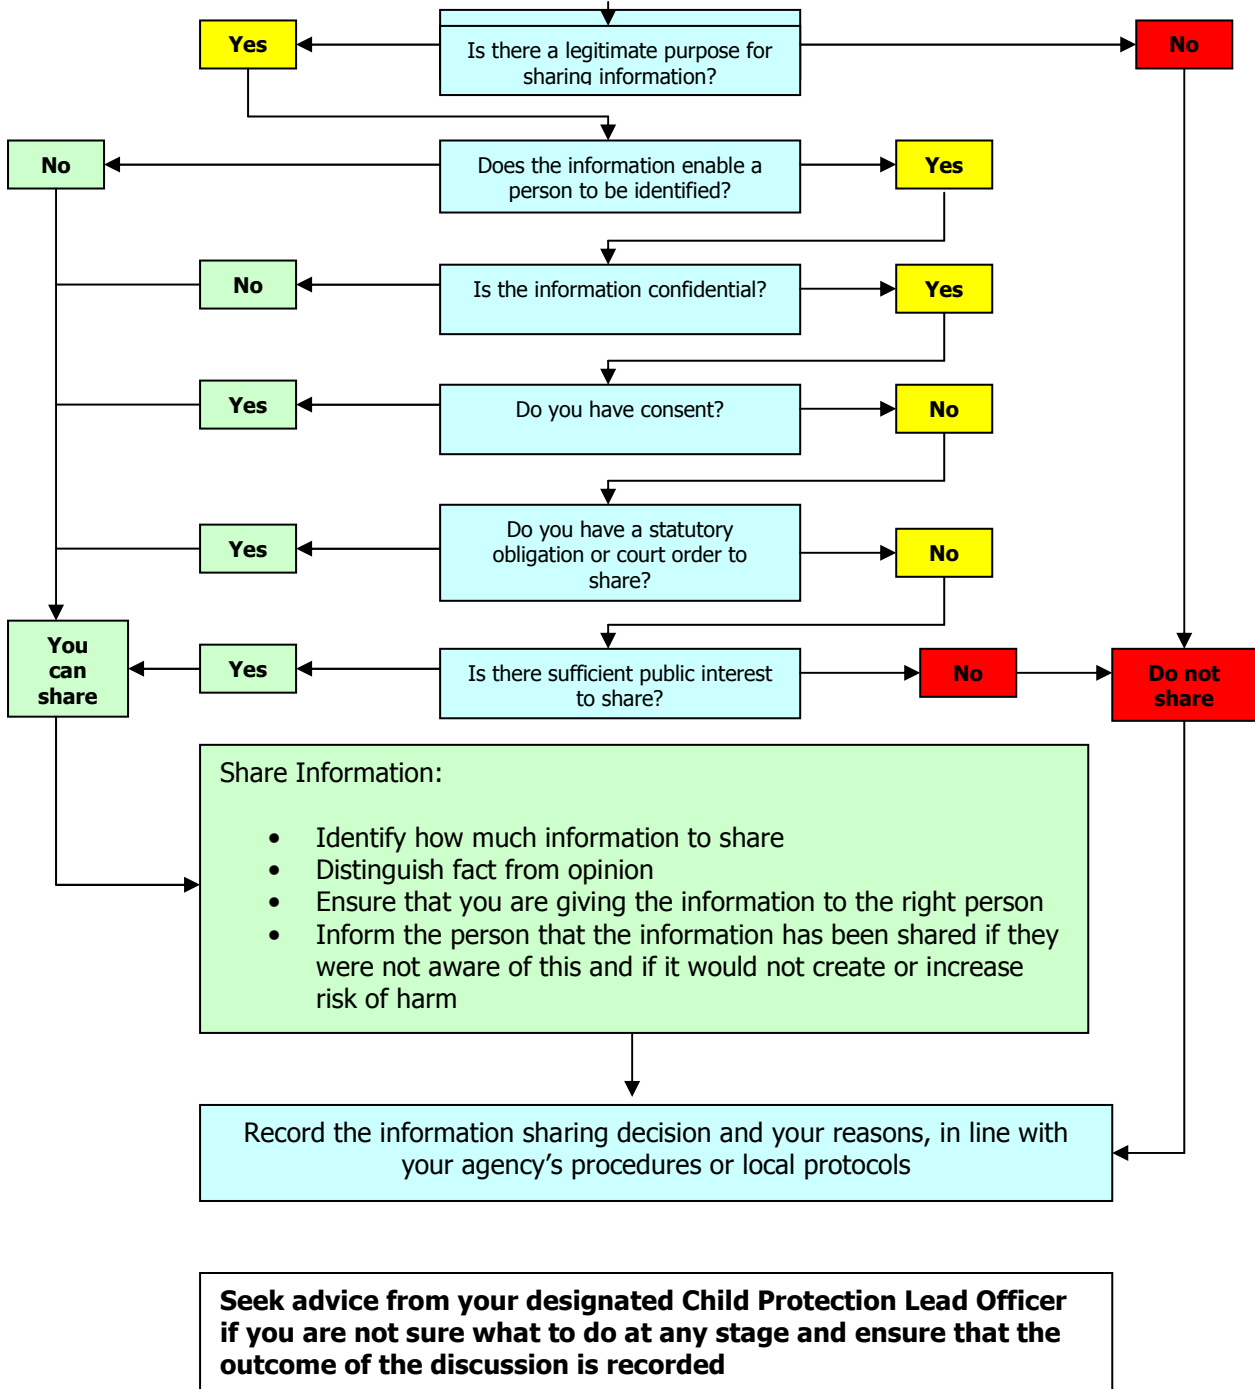 Yes
Is there a legitimate purpose for
sharing information?
No
No
Does the information enable a
person to be identified?
Yes
No
Is the information confidential?
Yes
Yes
Do you have consent?
No
Yes
Do you have a statutory
obligation or court order to
share?
No
You
can
share
Yes
Is there sufficient public interest
to share?
No
Do not
share
Share Information:
• Identify how much information to share
• Distinguish fact from opinion
• Ensure that you are giving the information to the right person
• Inform the person that the information has been shared if they
were not aware of this and if it would not create or increase
risk of harm
Record the information sharing decision and your reasons, in line with
your agency’s procedures or local protocols
Seek advice from your designated Child Protection Lead Officer
if you are not sure what to do at any stage and ensure that the
outcome of the discussion is recorded